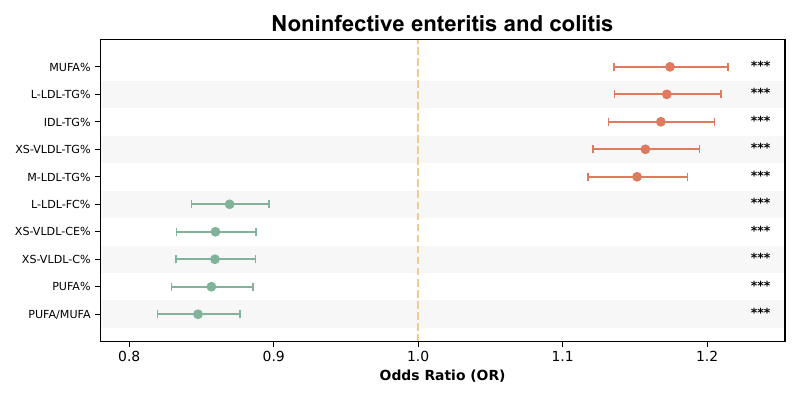 Noninfective enteritis and colitis
MUFA% ***
L-LDL-TG% ***
IDL-TG% ***
XS-VLDL-TG% ***
M-LDL-TG% ***
L-LDL-FC% ***
XS-VLDL-CE% ***
XS-VLDL-C% ***
PUFA% ***
PUFA/MUFA ***
0.8 0.9 1.0 1.1 1.2
Odds Ratio (OR)